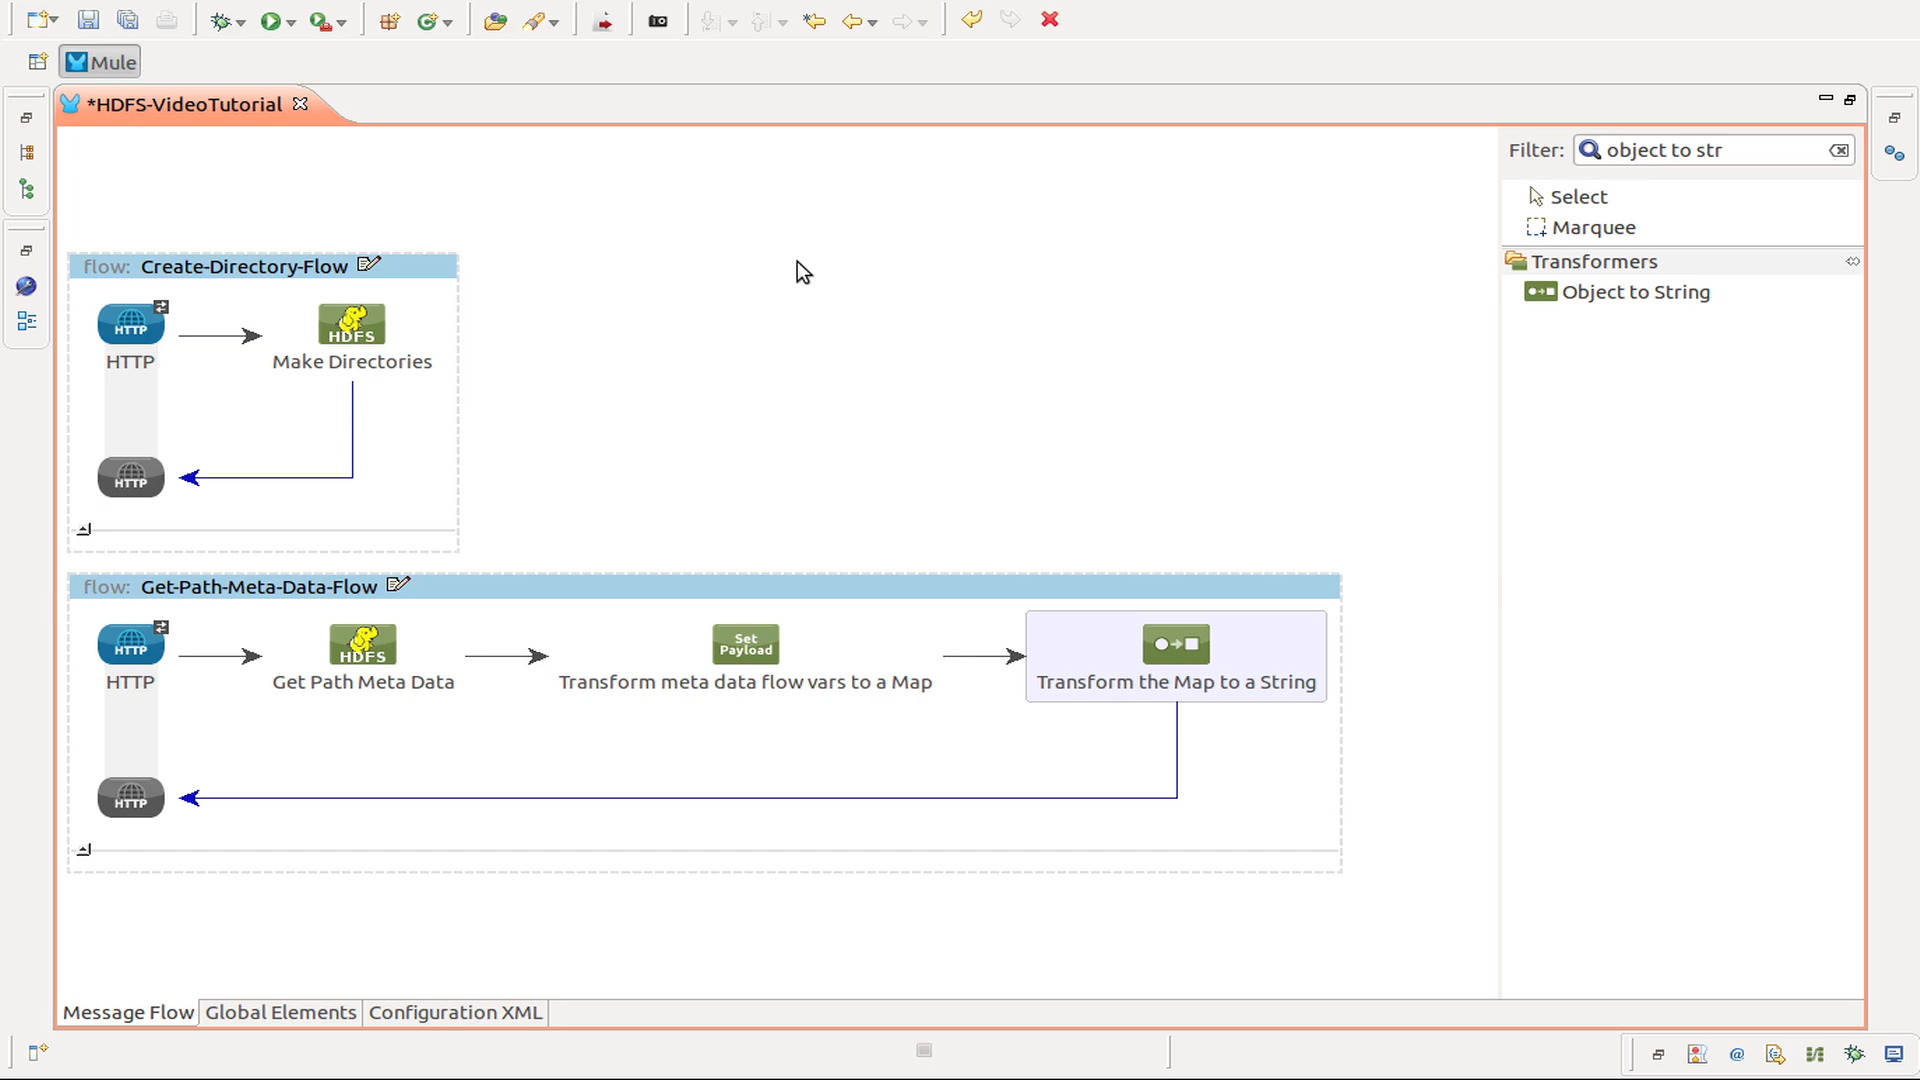 Mule
*HDFS-VideoTutorial
Filter: object to str
Select
Marquee
Transformers
Object to String
flow: Create-Directory-Flow
HTTP
HDFS
HTTP
Make Directories
HTTP
flow: Get-Path-Meta-Data-Flow
HTTP
HDFS
Set
Payload
HTTP
Get Path Meta Data
Transform meta data flow vars to a Map
Transform the Map to a String
HTTP
Message Flow
Global Elements
Configuration XML